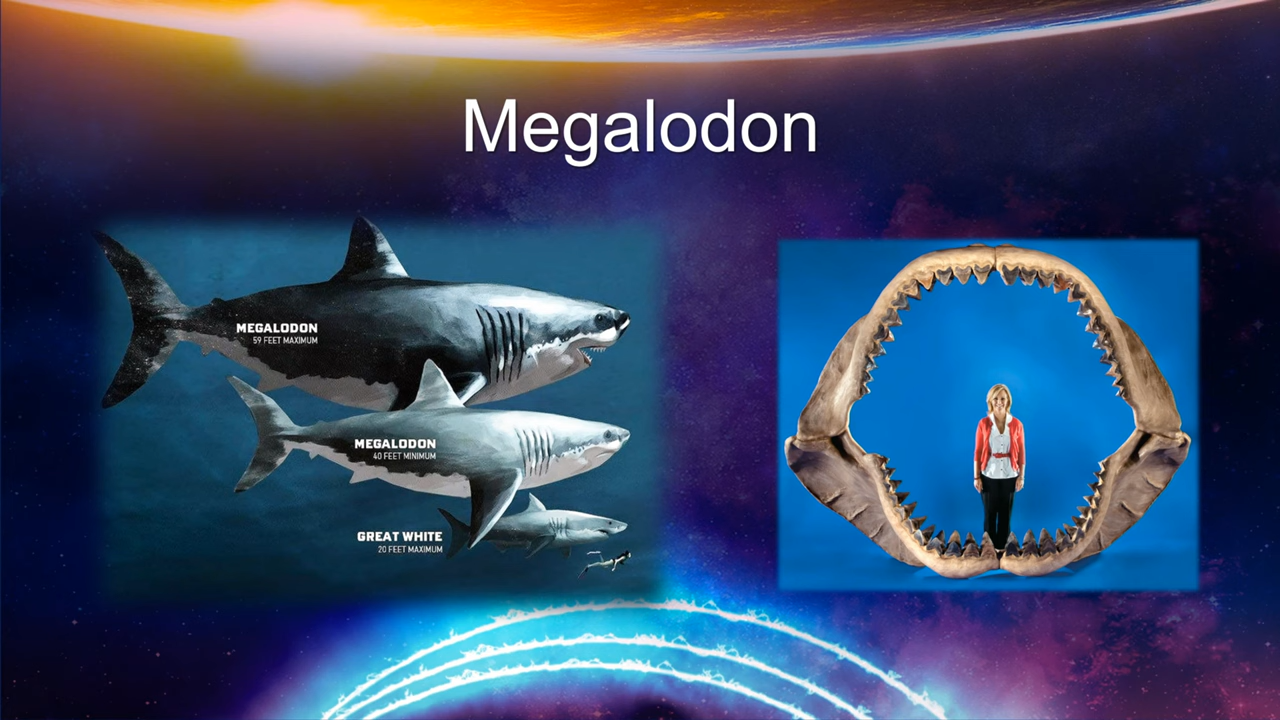 Megalodon
MEGALODON
59 FEET MAXIMUM
MEGALODON
40 FEET MINIMUM
GREAT WHITE
20 FEET MAXIMUM